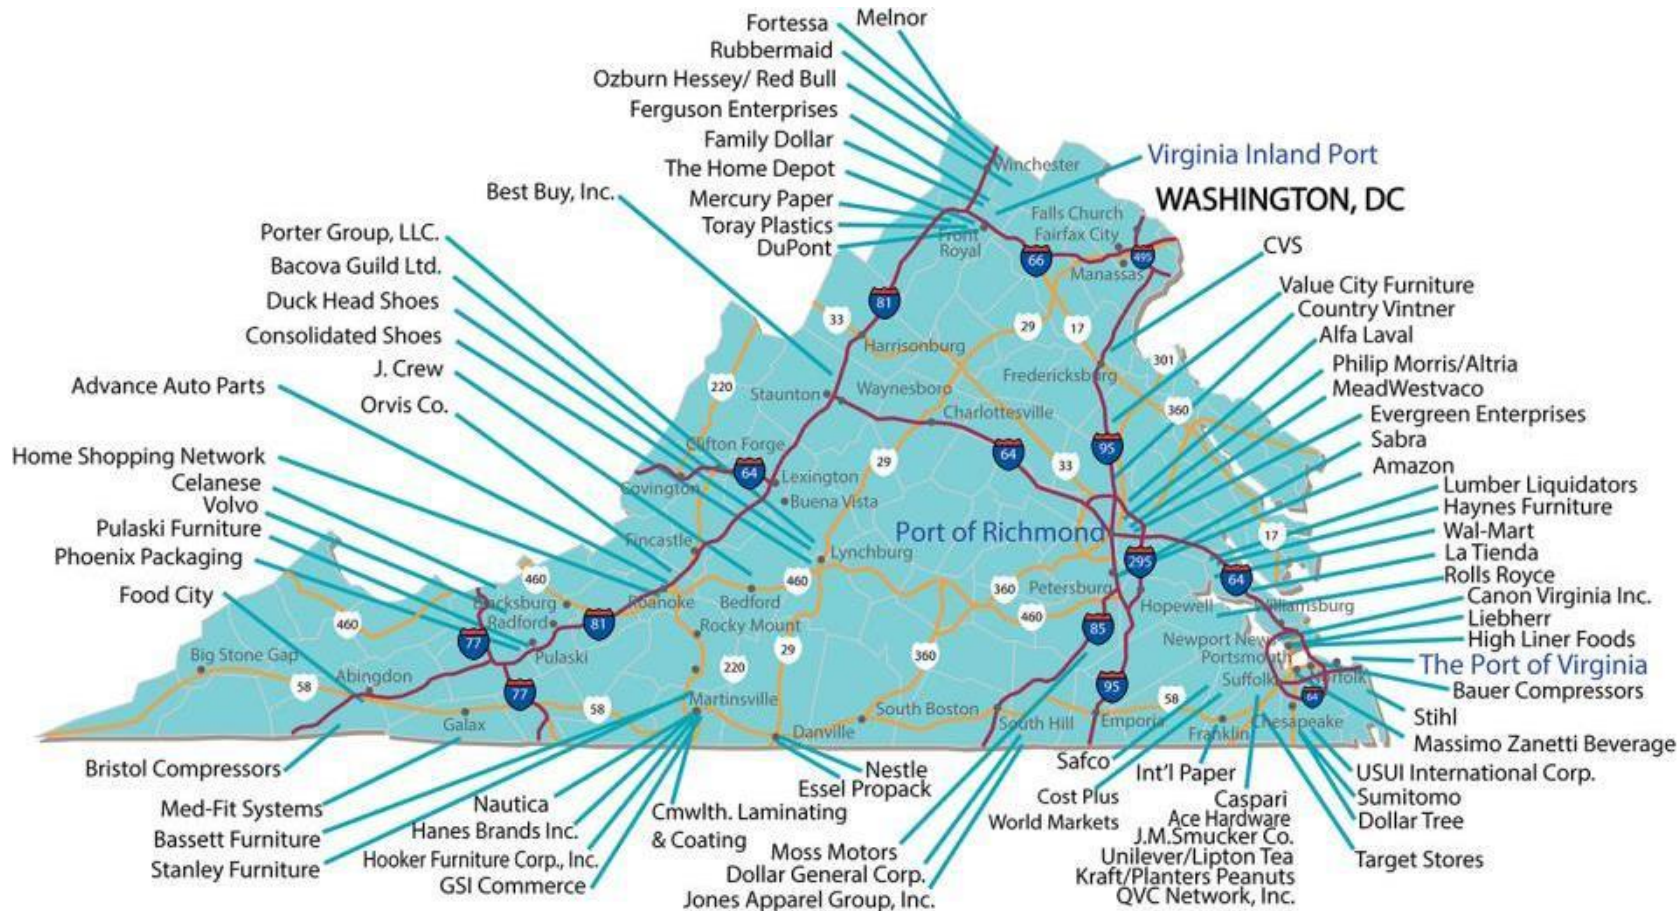 Fortessa
Melnor
Rubbermaid
Ozburn Hessey/ Red Bull
Ferguson Enterprises
Family Dollar
The Home Depot
Mercury Paper
Toray Plastics
DuPont
Best Buy, Inc.
Porter Group, LLC.
Bacova Guild Ltd.
Duck Head Shoes
Consolidated Shoes
J. Crew
Advance Auto Parts
Orvis Co.
Home Shopping Network
Celanese
Volvo
Pulaski Furniture
Phoenix Packaging
Food City
Virginia Inland Port
WASHINGTON, DC
CVS
Value City Furniture
Country Vintner
Alfa Laval
Philip Morris/Altria
MeadWestvaco
Evergreen Enterprises
Sabra
Amazon
Lumber Liquidators
Haynes Furniture
Wal-Mart
La Tienda
Rolls Royce
Canon Virginia Inc.
Liebherr
High Liner Foods
The Port of Virginia
Bauer Compressors
Stihl
Massimo Zanetti Beverage
USUI International Corp.
Sumitomo
Dollar Tree
Target Stores
Winchester
Falls Church
Fairfax City
Front
Royal
Manassas
66
495
81
33
29
17
301
Harrisonburg
Fredericksburg
220
Staunton
Waynesboro
Charlottesville
360
95
Clifton Forge
64
Lexington
Covington
Buena Vista
29
64
33
Port of Richmond
17
Fincastle
Lynchburg
295
64
460
460
360
460
Petersburg
Hopewell
Williamsburg
Blacksburg
Radford
Roanoke
Bedford
Rocky Mount
460
77
81
85
Newport News
Portsmouth
Suffolk
Norfolk
64
Pulaski
Big Stone Gap
Abingdon
58
77
220
29
360
95
58
Martinsville
58
Galax
Danville
South Boston
South Hill
Emporia
Franklin
Chesapeake
Bristol Compressors
Med-Fit Systems
Bassett Furniture
Stanley Furniture
Nautica
Hanes Brands Inc.
Hooker Furniture Corp., Inc.
GSI Commerce
Cmwlth. Laminating
& Coating
Nestle
Essel Propack
Moss Motors
Dollar General Corp.
Jones Apparel Group, Inc.
Safco
Cost Plus
World Markets
Int'l Paper
Caspari
Ace Hardware
J.M.Smucker Co.
Unilever/Lipton Tea
Kraft/Planters Peanuts
QVC Network, Inc.